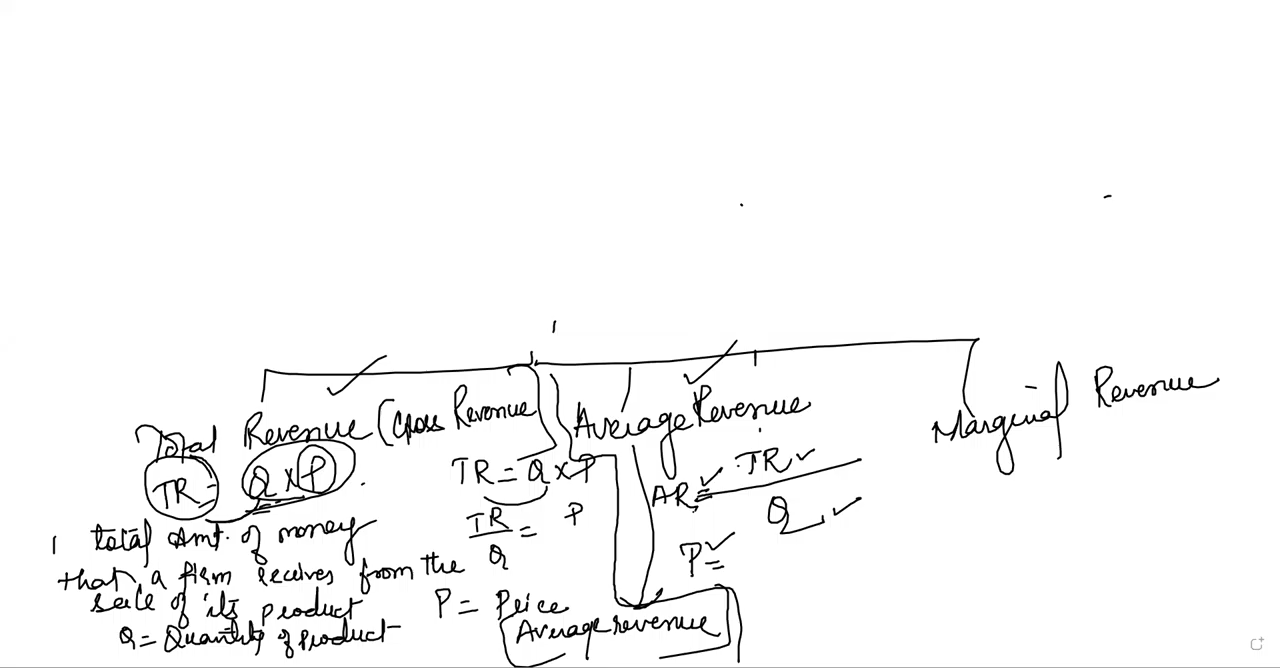 Total Revenue (Gross Revenue
Average Revenue
Marginal Revenue
TR = Q × P
total Amt. of money
that a firm receives from the
sale of its product
Q = Quantity of product
TR = Q × P
TR/Q = P
P = Price
Average revenue
AR = TR/Q
P =